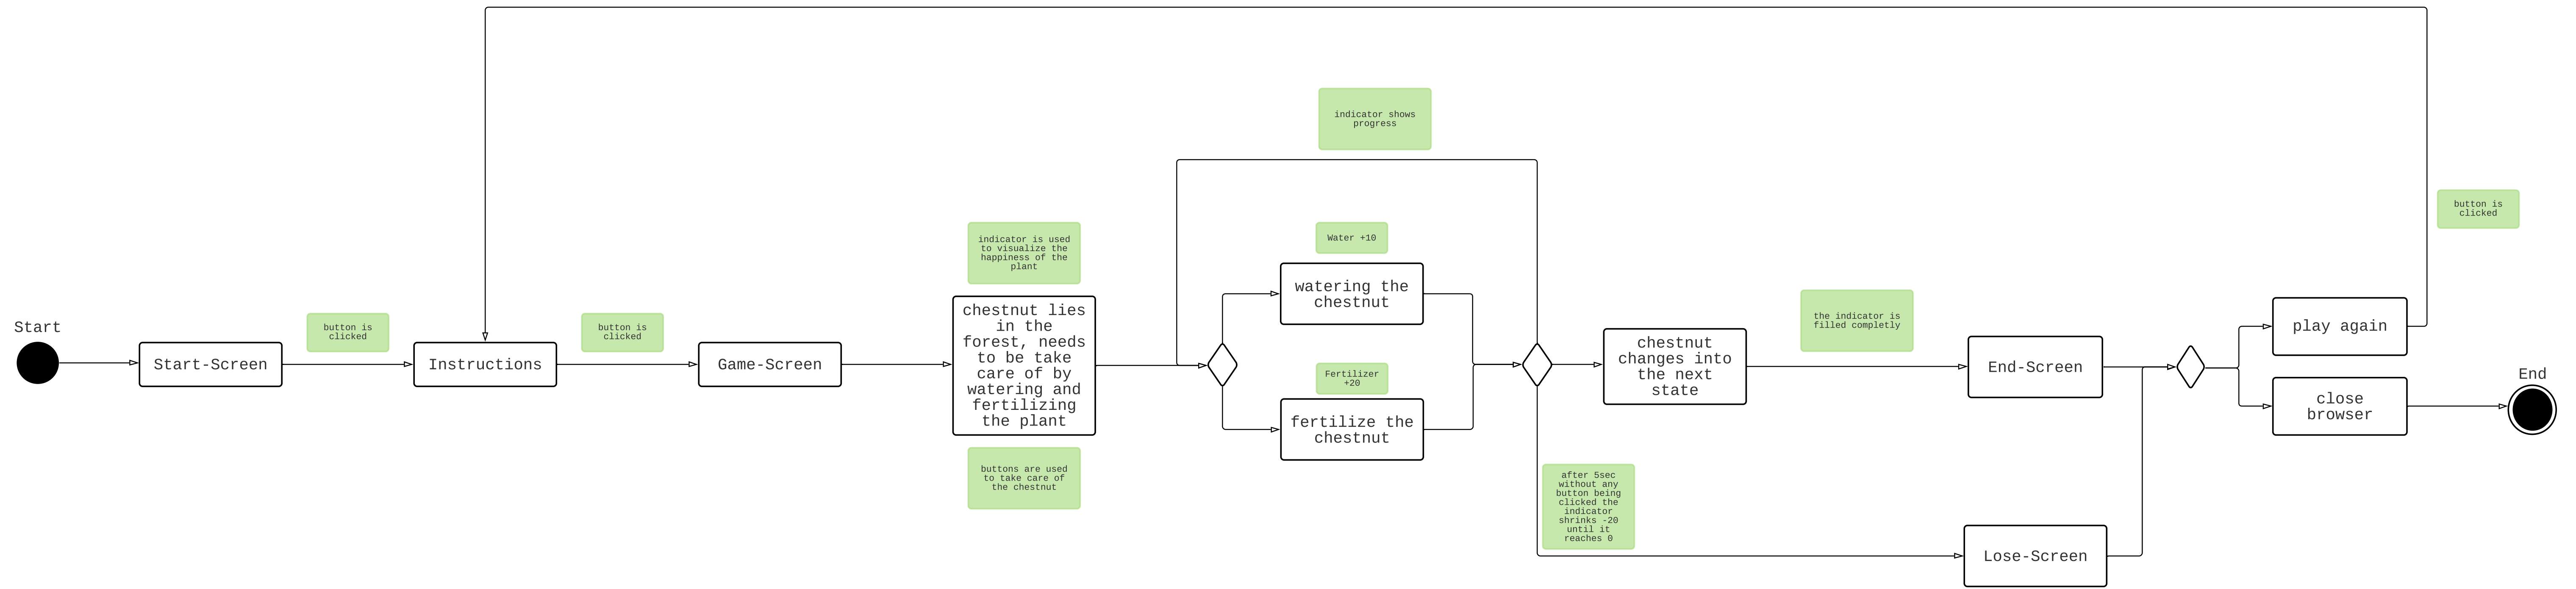 Start
Start-Screen
button is
clicked
Instructions
button is
clicked
Game-Screen
indicator is used
to visualize the
happiness of the
plant
chestnut lies
in the
forest, needs
to be take
care of by
watering and
fertilizing
the plant
buttons are used
to take care of
the chestnut
indicator shows
progress
Water +10
watering the
chestnut
Fertilizer
+20
fertilize the
chestnut
after 5sec
without any
button being
clicked the
indicator
shrinks -20
until it
reaches 0
chestnut
changes into
the next
state
the indicator is
filled completly
End-Screen
Lose-Screen
play again
button is
clicked
close
browser
End